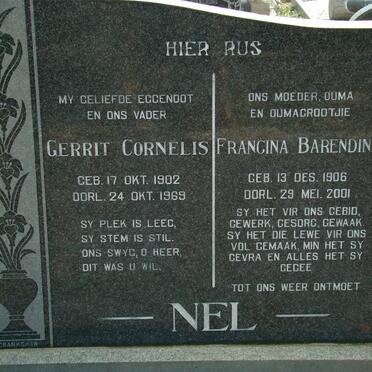 HIER RUS
MY GELIEFDE EGGENOOT
EN ONS VADER
GERRIT CORNELIS
GEB. 17 OKT. 1902
OORL. 24 OKT. 1969
SY PLEK IS LEEG,
SY STEM IS STIL.
ONS SWYG, O HEER,
DIT WAS U WIL.
ONS MOEDER, OUMA
EN OUMAGROOTJIE
FRANCINA BARENDIN
GEB. 13 DES. 1906
OORL. 29 MEI. 2001
SY HET VIR ONS GEBID,
GEWERK, GESORG, GEWAAK
SY HET DIE LEWE VIR ONS
VOL GEMAAK, MIN HET SY
GEVRA EN ALLES HET SY
GEGEE
TOT ONS WEER ONTMOET
NEL